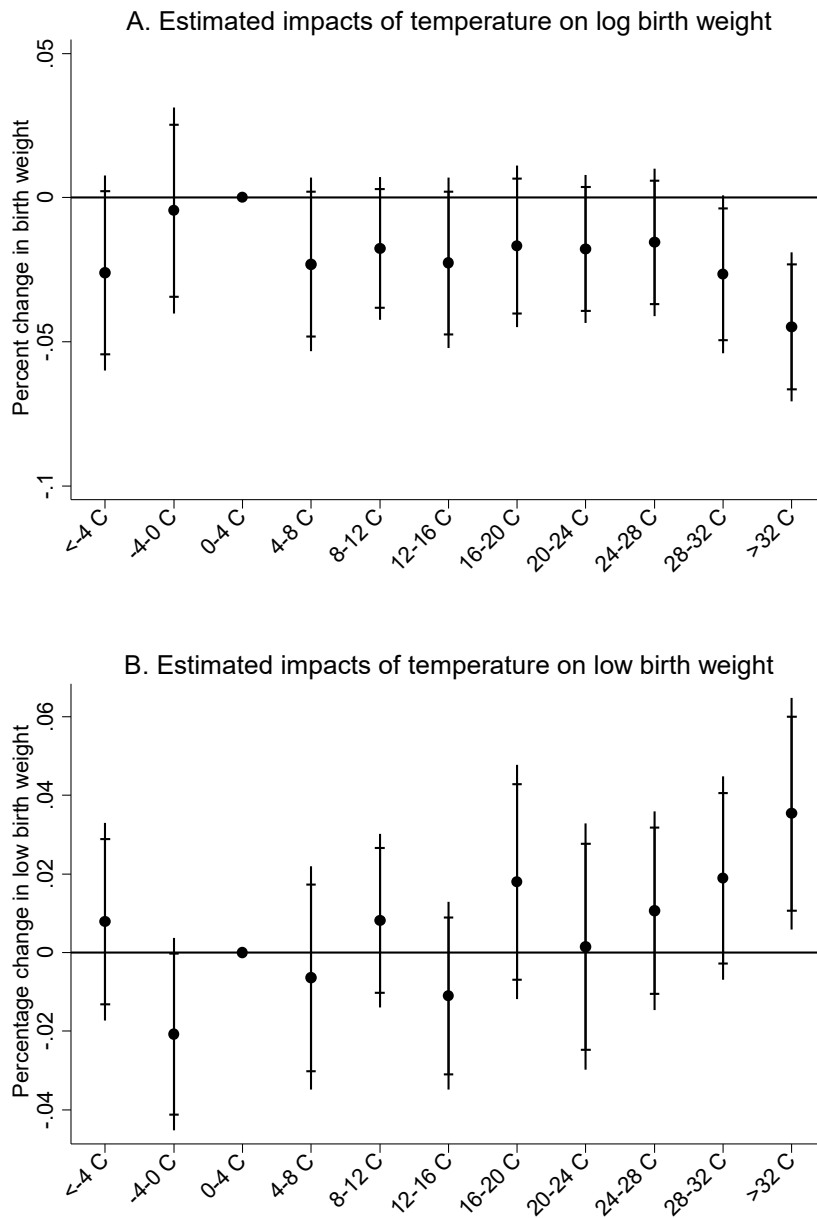 A. Estimated impacts of temperature on log birth weight
Percent change in birth weight
.05
0
-.05
-.1
<-4 C
-4-0 C
0-4 C
4-8 C
8-12 C
12-16 C
16-20 C
20-24 C
24-28 C
28-32 C
>32 C
B. Estimated impacts of temperature on low birth weight
Percentage change in low birth weight
.06
.04
.02
0
-.02
-.04
<-4 C
-4-0 C
0-4 C
4-8 C
8-12 C
12-16 C
16-20 C
20-24 C
24-28 C
28-32 C
>32 C